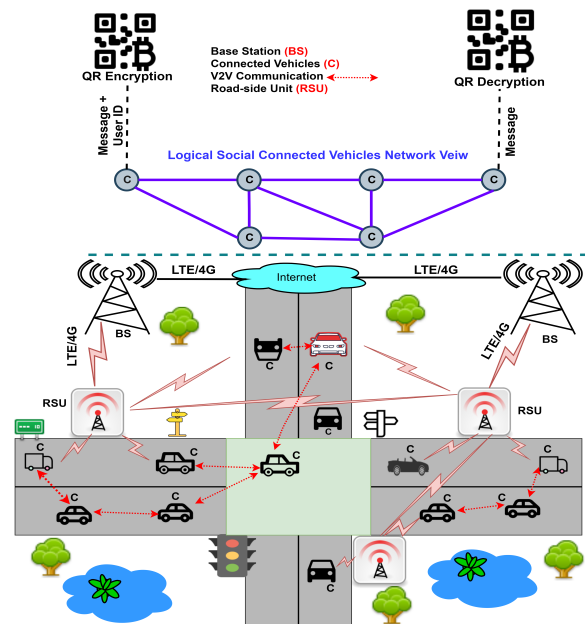 QR Encryption
QR Decryption
Base Station (BS)
Connected Vehicles (C)
V2V Communication
Road-side Unit (RSU)
Message +
User ID
Message
Logical Social Connected Vehicles Network Veiw
C
C
C
C
C
C
LTE/4G
Internet
LTE/4G
BS
BS
LTE/4G
LTE/4G
C
C
RSU
RSU
C
C
C
C
C
C
C
C
C
C
C
C